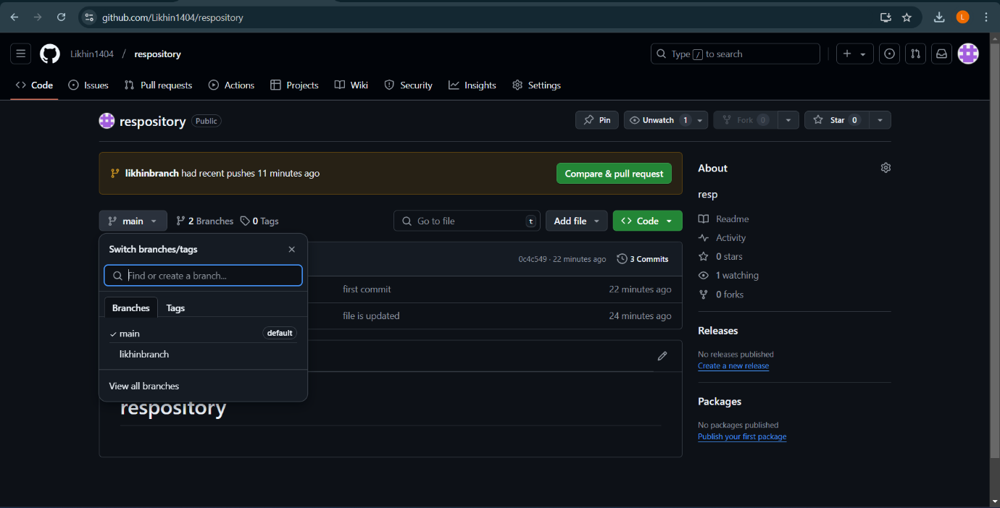 github.com/Likhin1404/respository
L
Likhin1404 / respository
Type / to search
Code Issues Pull requests Actions Projects Wiki Security Insights Settings
respository Public
Pin Unwatch 1 Fork 0 Star 0
likhinbranch had recent pushes 11 minutes ago Compare & pull request
main 2 Branches 0 Tags Go to file t Add file Code
Switch branches/tags
Find or create a branch...
Branches Tags
main default
likhinbranch
View all branches
0c4c549 · 22 minutes ago 3 Commits
first commit 22 minutes ago
file is updated 24 minutes ago
respository
About
resp
Readme
Activity
0 stars
1 watching
0 forks
Releases
No releases published
Create a new release
Packages
No packages published
Publish your first package